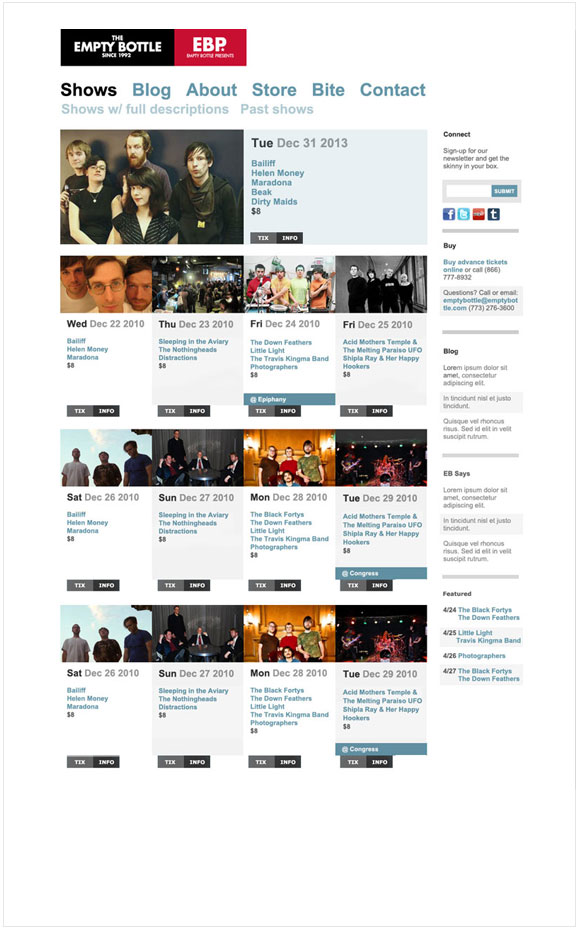 THE
EMPTY BOTTLE
SINCE 1992
EBP.
EMPTY BOTTLE PRESENTS
Shows Blog About Store Bite Contact
Shows w/ full descriptions Past shows
Tue Dec 31 2013
Bailiff
Helen Money
Maradona
Beak
Dirty Maids
$8
TIX INFO
Wed Dec 22 2010
Bailiff
Helen Money
Maradona
$8
TIX INFO
Thu Dec 23 2010
Sleeping in the Aviary
The Nothingheads
Distractions
$8
TIX INFO
Fri Dec 24 2010
The Down Feathers
Little Light
The Travis Kingma Band
Photographers
$8
@ Epiphany
TIX INFO
Fri Dec 25 2010
Acid Mothers Temple &
The Melting Paraiso UFO
Shipla Ray & Her Happy
Hookers
$8
TIX INFO
Sat Dec 26 2010
Bailiff
Helen Money
Maradona
$8
TIX INFO
Sun Dec 27 2010
Sleeping in the Aviary
The Nothingheads
Distractions
$8
TIX INFO
Mon Dec 28 2010
The Black Fortys
The Down Feathers
Little Light
The Travis Kingma Band
Photographers
$8
TIX INFO
Tue Dec 29 2010
Acid Mothers Temple &
The Melting Paraiso UFO
Shipla Ray & Her Happy
Hookers
$8
@ Congress
TIX INFO
Sat Dec 26 2010
Bailiff
Helen Money
Maradona
$8
TIX INFO
Sun Dec 27 2010
Sleeping in the Aviary
The Nothingheads
Distractions
$8
TIX INFO
Mon Dec 28 2010
The Black Fortys
The Down Feathers
Little Light
The Travis Kingma Band
Photographers
$8
TIX INFO
Tue Dec 29 2010
Acid Mothers Temple &
The Melting Paraiso UFO
Shipla Ray & Her Happy
Hookers
$8
@ Congress
TIX INFO
Connect
Sign-up for our
newsletter and get the
skinny in your box.
SUBMIT
Buy
Buy advance tickets
online or call (866)
777-8932
Questions? Call or email:
emptybottle@emptybot
tle.com (773) 276-3600
Blog
Lorem ipsum dolor sit
amet, consectetur
adipiscing elit.
In tincidunt nisl et justo
tincidunt.
Quisque vel rhoncus
risus. Sed id elit in velit
suscipit rutrum.
EB Says
Lorem ipsum dolor sit
amet, consectetur
adipiscing elit.
In tincidunt nisl et justo
tincidunt.
Quisque vel rhoncus
risus. Sed id elit in velit
suscipit rutrum.
Featured
4/24 The Black Fortys
The Down Feathers
4/25 Little Light
Travis Kingma Band
4/26 Photographers
4/27 The Black Fortys
The Down Feathers